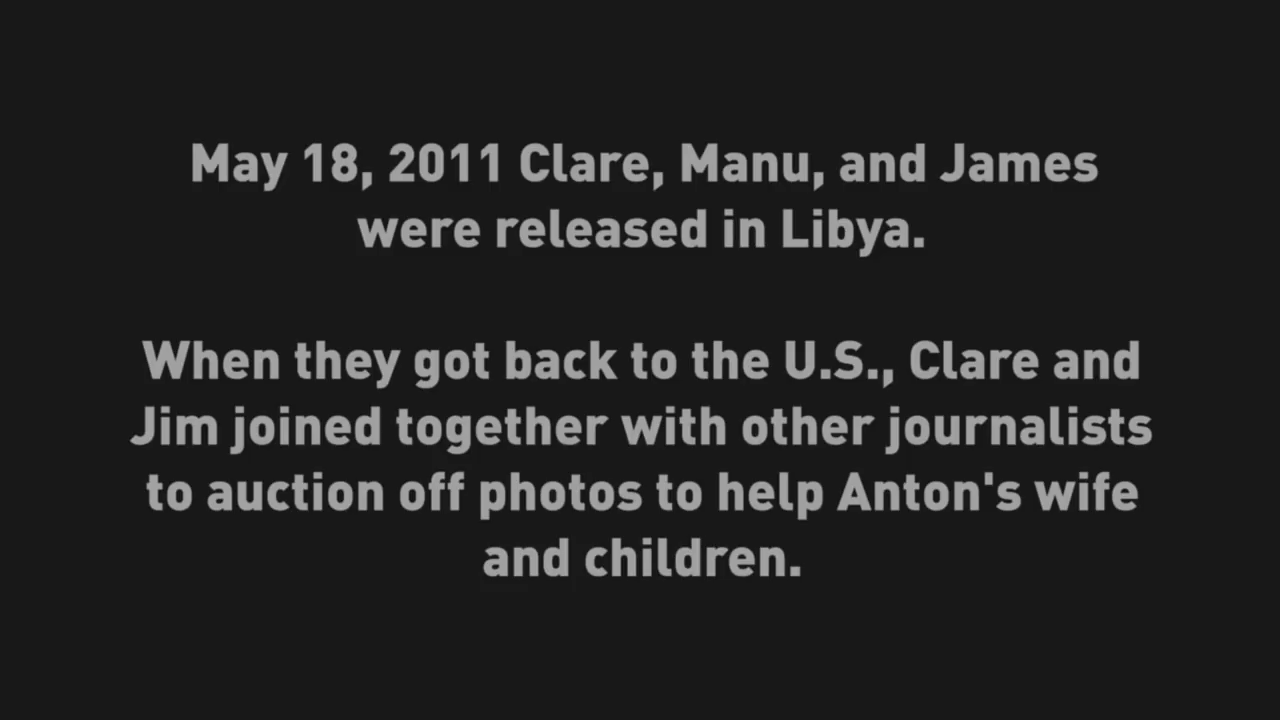 May 18, 2011 Clare, Manu, and James
were released in Libya.
When they got back to the U.S., Clare and
Jim joined together with other journalists
to auction off photos to help Anton's wife
and children.